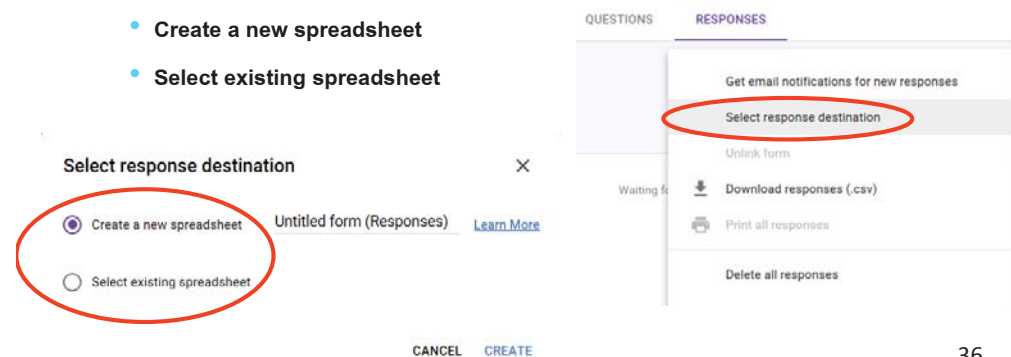 Create a new spreadsheet
Select existing spreadsheet
Select response destination
Create a new spreadsheet Untitled form (Responses) Learn More
Select existing spreadsheet
CANCEL CREATE
QUESTIONS RESPONSES
Get email notifications for new responses
Select response destination
Unlink form
Waiting fo
Download responses (.csv)
Print all responses
Delete all responses
36